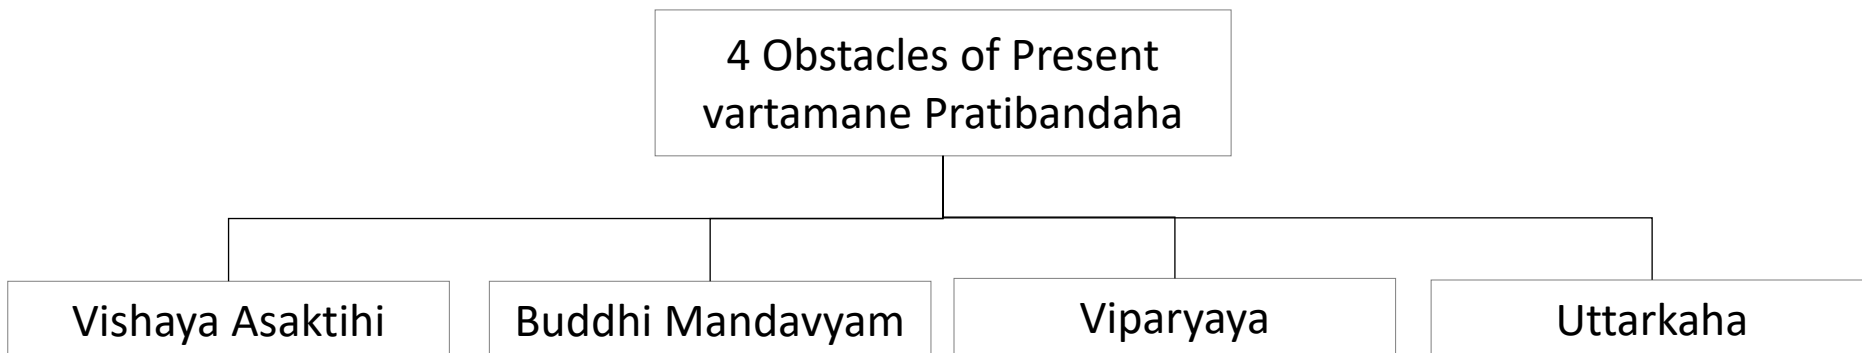 4 Obstacles of Present
vartamane Pratibandaha
Vishaya Asaktihi
Buddhi Mandavyam
Viparyaya
Uttarkaha